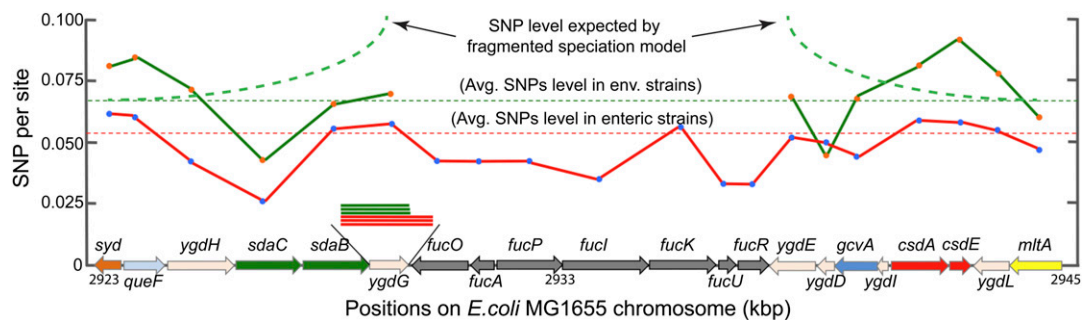 0.100
0.075
0.050
0.025
0
SNP per site
SNP level expected by
fragmented speciation model
(Avg. SNPs level in env. strains)
(Avg. SNPs level in enteric strains)
syd ygdH sdaC sdaB fucO fucP fucI fucK fucR ygdE gcvA csdA csdE mltA
2923 queF ygdG fucA 2933 fucU ygdD ygdI ygdL 2945
Positions on E.coli MG1655 chromosome (kbp)